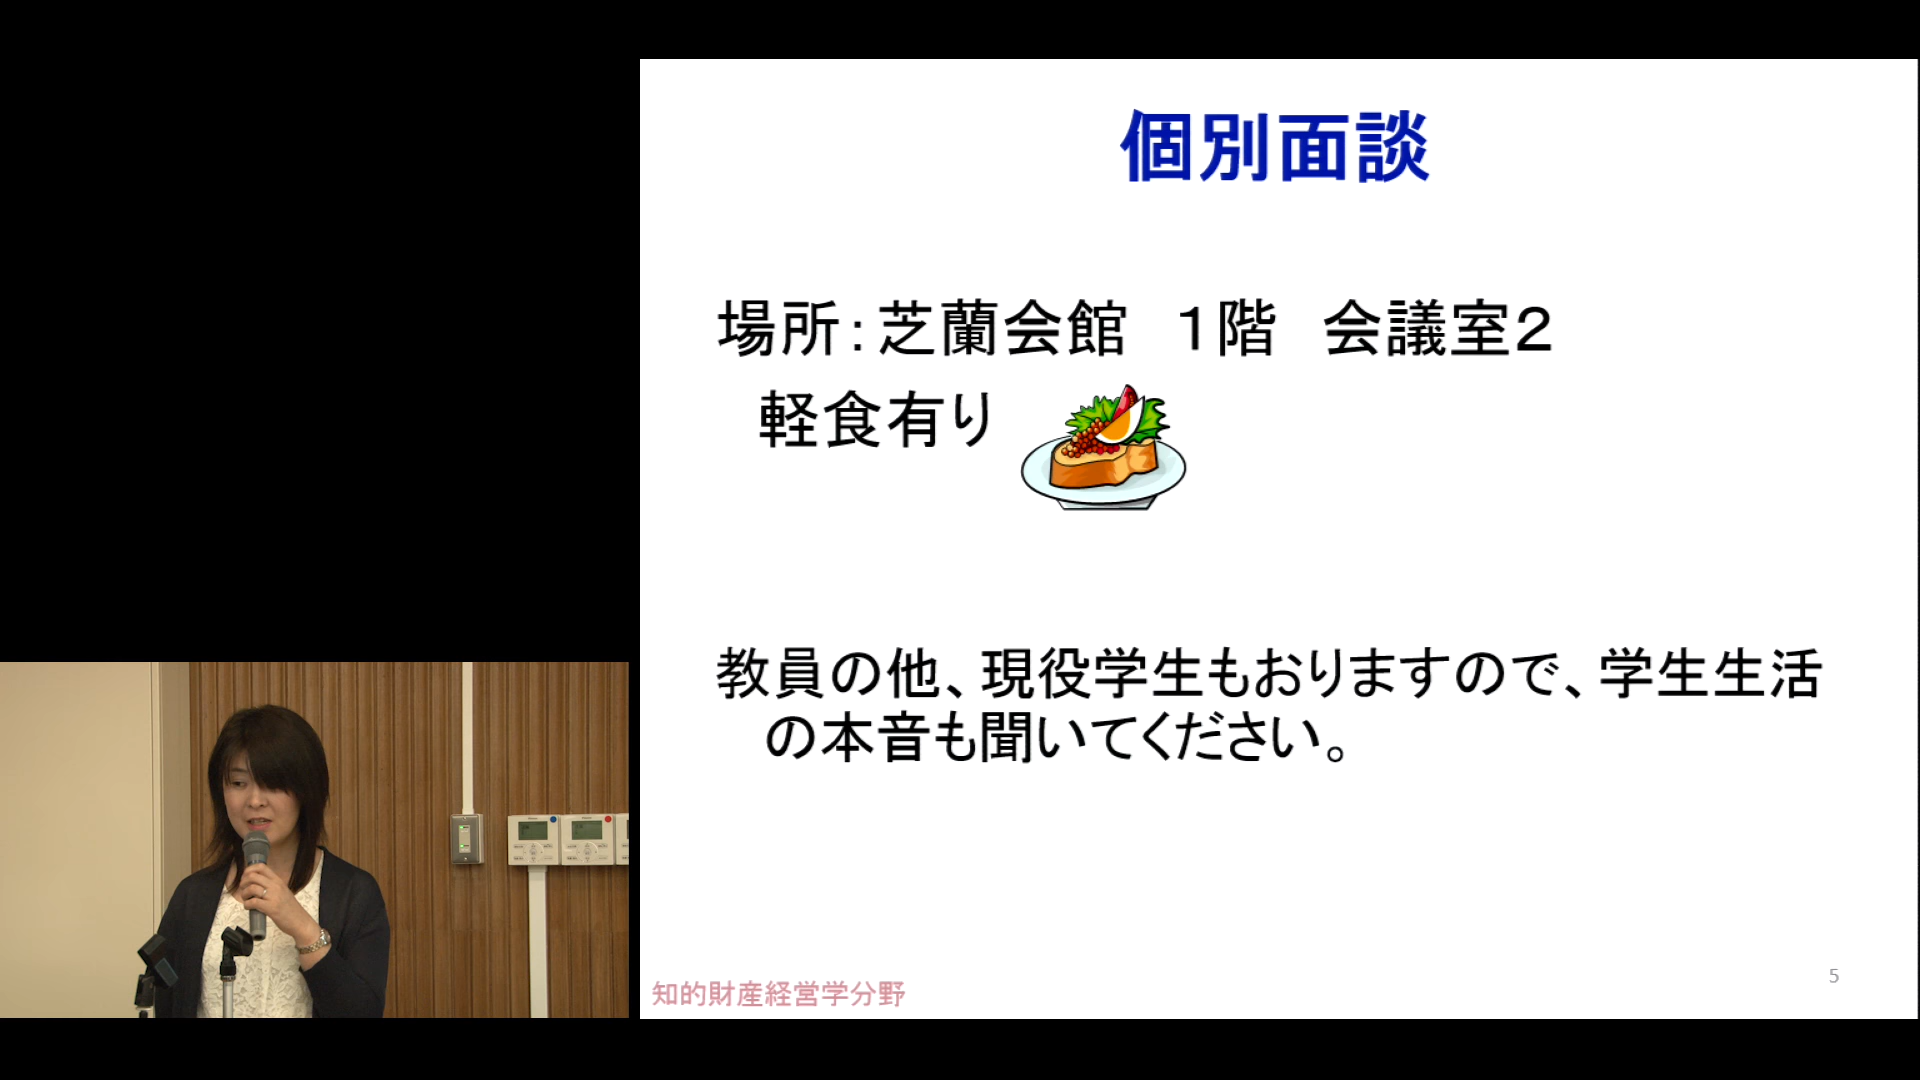 個別面談
場所：芝蘭会館　１階　会議室２
軽食有り
教員の他、現役学生もおりますので、学生生活
の本音も聞いてください。
知的財産経営学分野
5